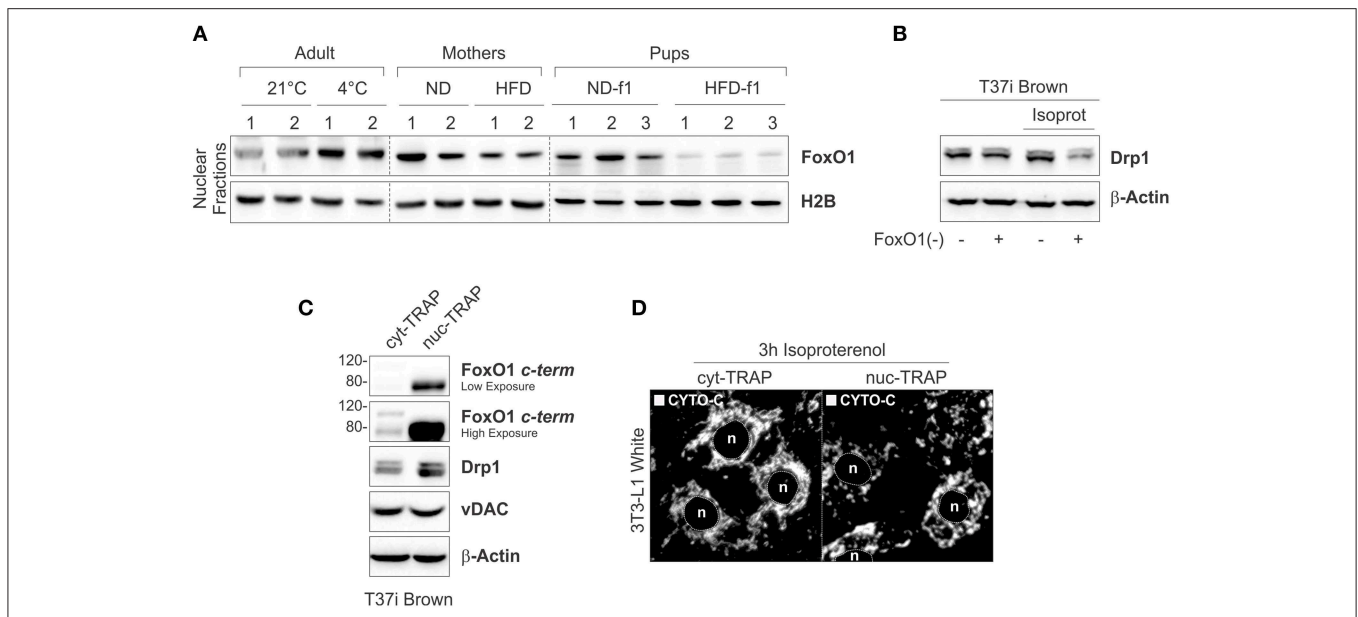 A
Adult Mothers Pups
21°C 4°C ND HFD ND-f1 HFD-f1
1 2 1 2 1 2 1 2 1 2 3 1 2 3
Nuclear
Fractions
FoxO1
H2B
B
T37i Brown
Isoprot
Drp1
β-Actin
FoxO1(-) - + - +
C
cyt-TRAP nuc-TRAP
120-
80-
FoxO1 c-term
Low Exposure
120-
80-
FoxO1 c-term
High Exposure
Drp1
vDAC
β-Actin
T37i Brown
D
3h Isoproterenol
cyt-TRAP nuc-TRAP
3T3-L1 White
CYTO-C CYTO-C
n n n n n n